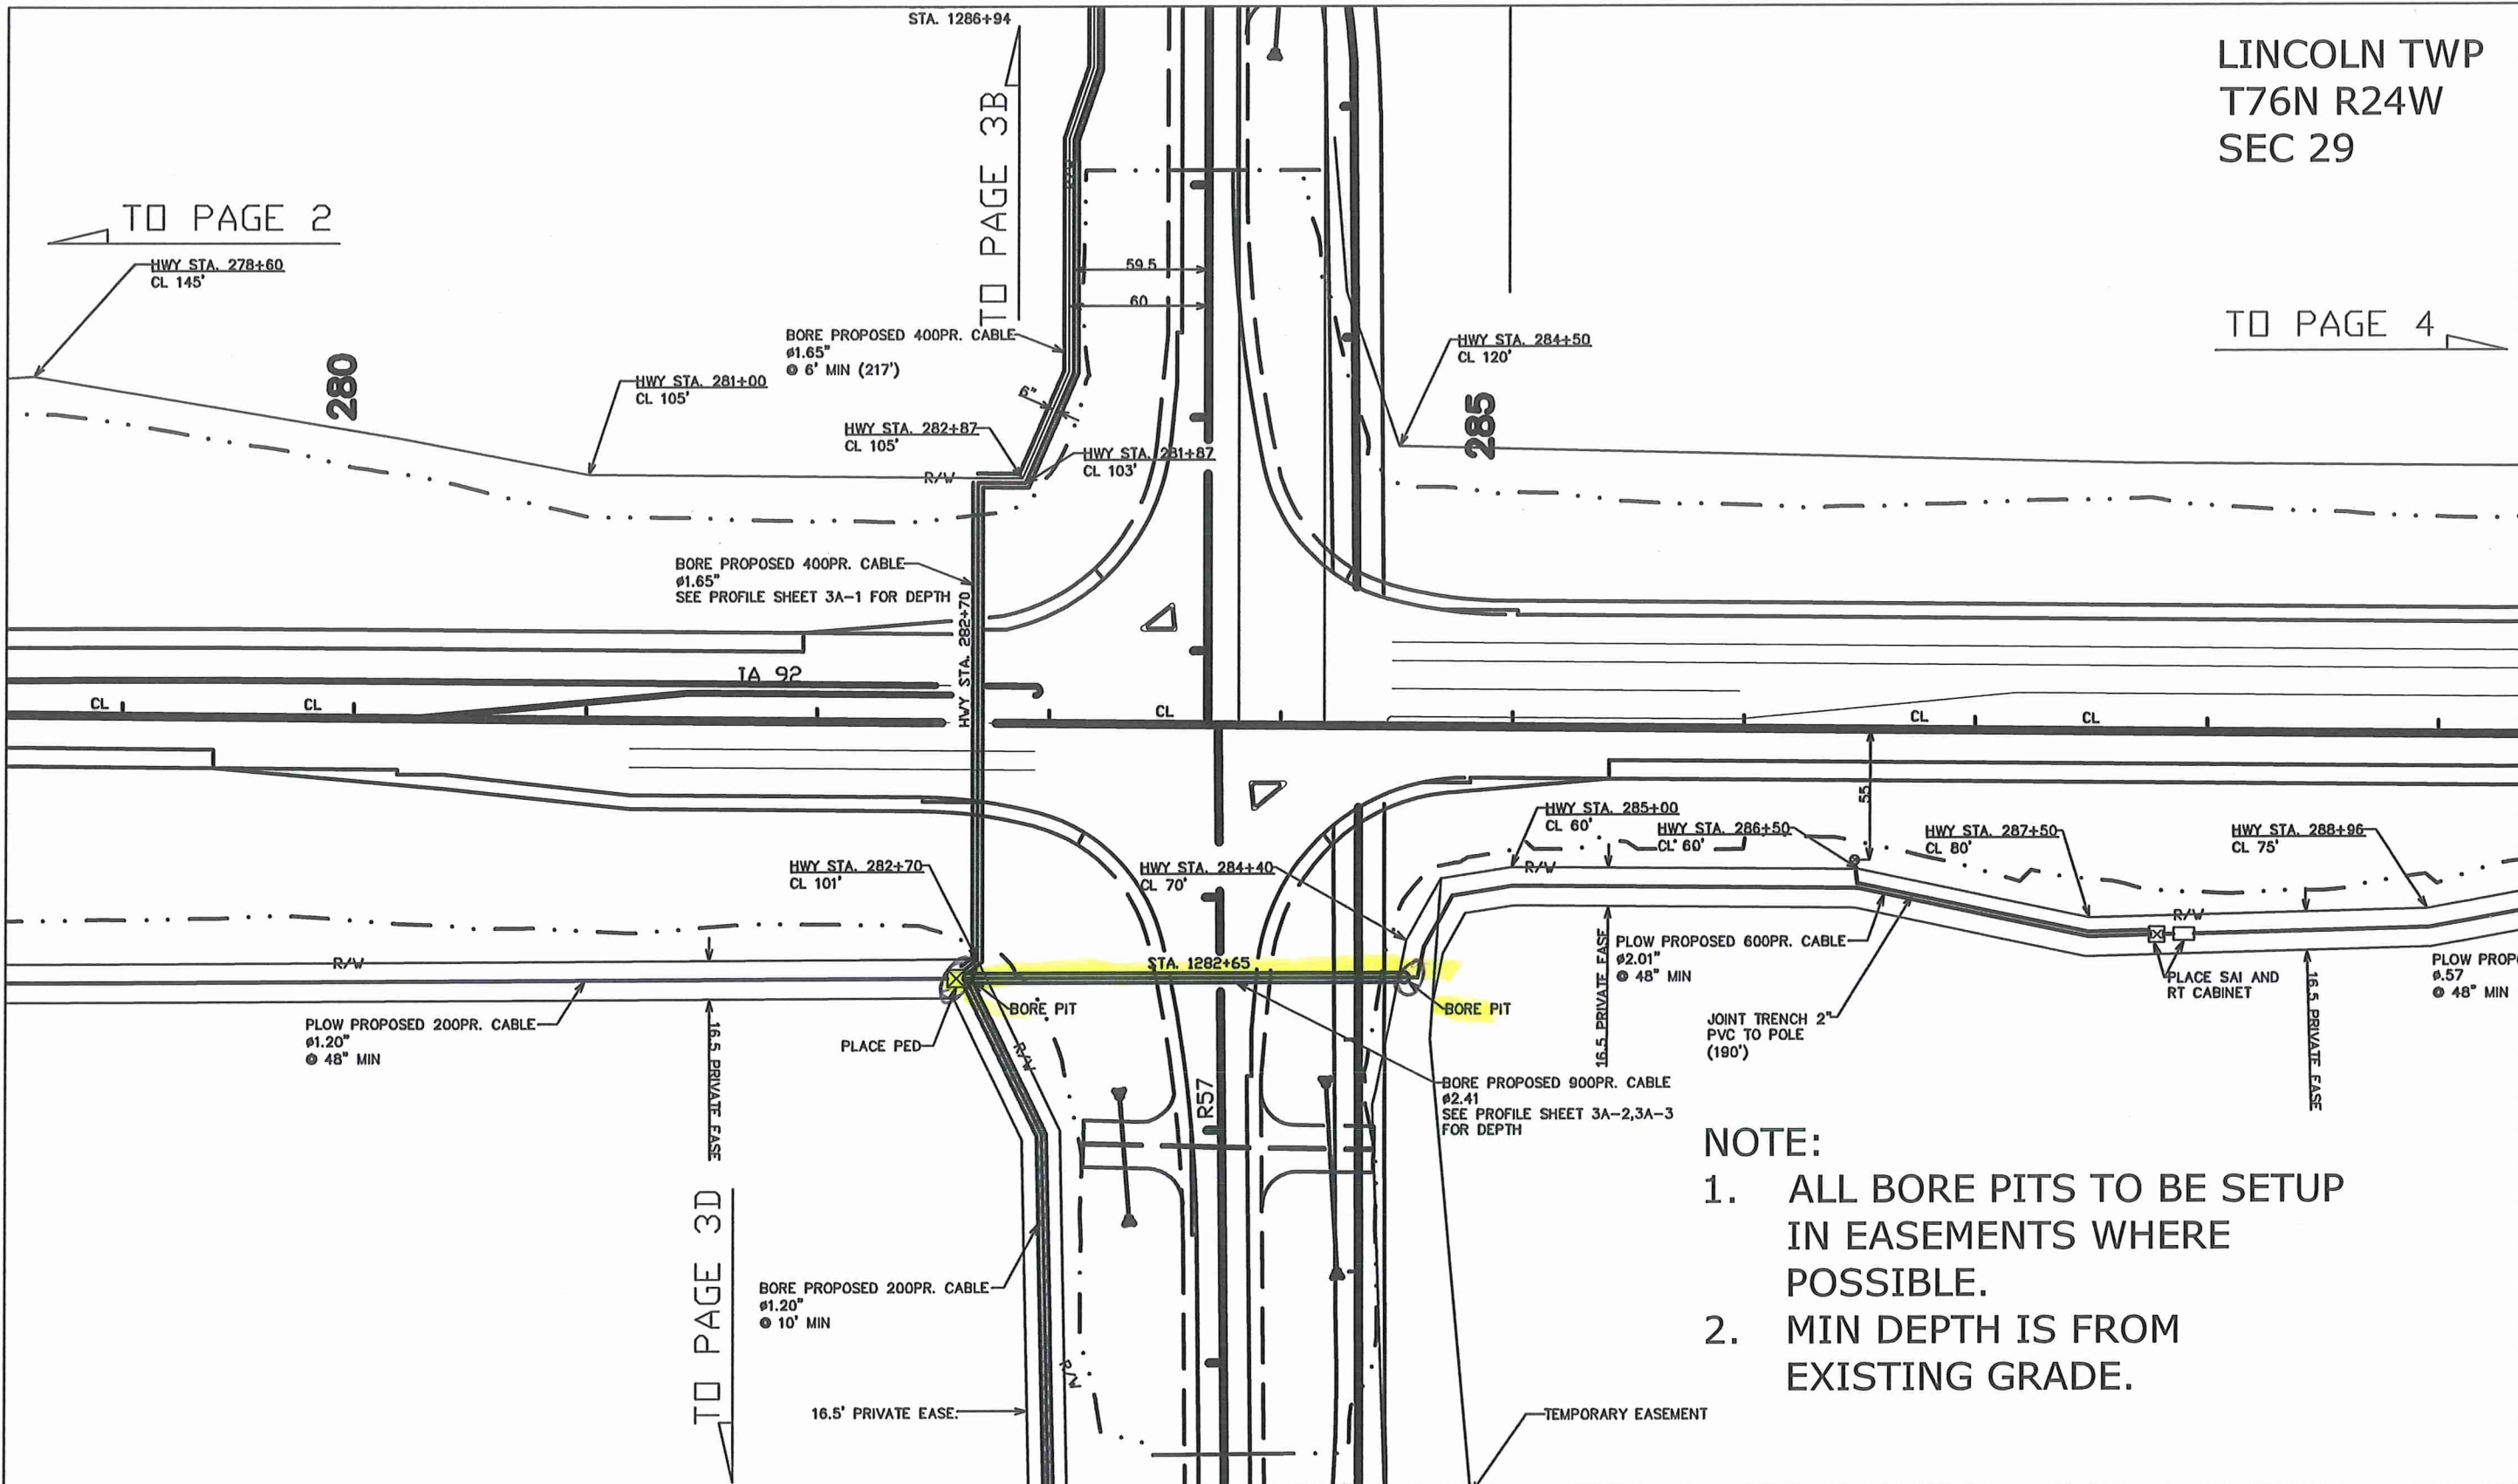 STA. 1286+94
LINCOLN TWP
T76N R24W
SEC 29
TO PAGE 3B
TO PAGE 2
HWY STA. 278+60
CL 145'
280
59.5
60
BORE PROPOSED 400PR. CABLE
ø1.65"
@ 6' MIN (217')
TO PAGE 4
HWY STA. 284+50
CL 120'
285
HWY STA. 281+00
CL 105'
6"
HWY STA. 282+87
CL 105'
HWY STA. 281+87
CL 103'
R/W
BORE PROPOSED 400PR. CABLE
ø1.65"
SEE PROFILE SHEET 3A-1 FOR DEPTH
HWY STA. 282+70
IA 92
CL
CL
CL
CL
CL
55
HWY STA. 285+00
CL 60'
HWY STA. 286+50
CL 60'
HWY STA. 287+50
CL 80'
HWY STA. 288+96
CL 75'
HWY STA. 282+70
CL 101'
HWY STA. 284+40
CL 70'
R/W
R/W
R/W
STA. 1282+65
BORE PIT
BORE PIT
PLOW PROPOSED 200PR. CABLE
ø1.20"
@ 48" MIN
16.5 PRIVATE EASE
PLACE PED
R/W
16.5 PRIVATE EASE
PLOW PROPOSED 600PR. CABLE
ø2.01"
@ 48" MIN
JOINT TRENCH 2"
PVC TO POLE
(190')
PLACE SAI AND
RT CABINET
16.5 PRIVATE EASE
PLOW PROP
ø.57
@ 48" MIN
R57
BORE PROPOSED 900PR. CABLE
ø2.41
SEE PROFILE SHEET 3A-2,3A-3
FOR DEPTH
TO PAGE 3D
BORE PROPOSED 200PR. CABLE
ø1.20"
@ 10' MIN
R/W
16.5' PRIVATE EASE.
TEMPORARY EASEMENT
NOTE:
1. ALL BORE PITS TO BE SETUP
IN EASEMENTS WHERE
POSSIBLE.
2. MIN DEPTH IS FROM
EXISTING GRADE.